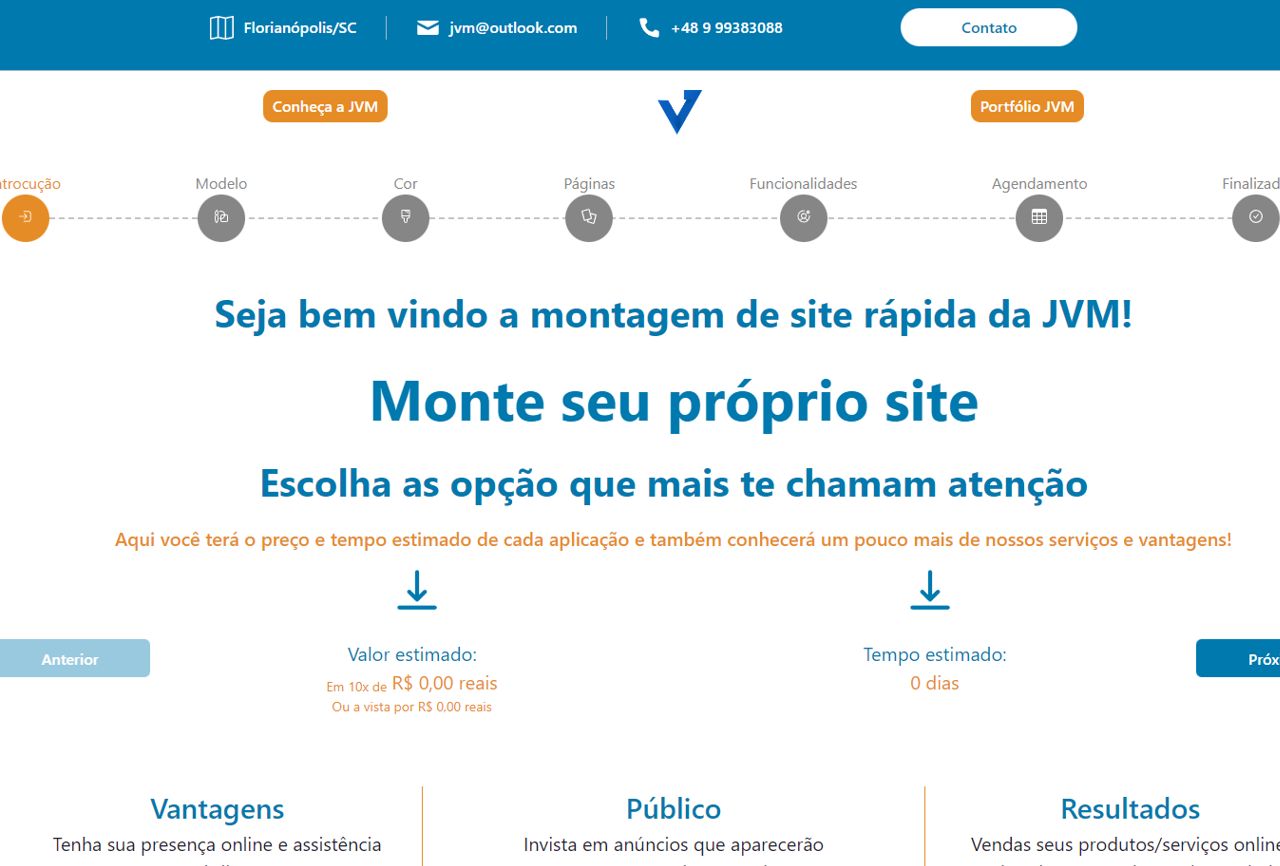 Florianópolis/SC
jvm@outlook.com
+48 9 99383088
Contato
Conheça a JVM
Portfólio JVM
trocução
Modelo
Cor
Páginas
Funcionalidades
Agendamento
Finalizad
Seja bem vindo a montagem de site rápida da JVM!
Monte seu próprio site
Escolha as opção que mais te chamam atenção
Aqui você terá o preço e tempo estimado de cada aplicação e também conhecerá um pouco mais de nossos serviços e vantagens!
Anterior
Valor estimado:
Em 10x de R$ 0,00 reais
Ou a vista por R$ 0,00 reais
Tempo estimado:
0 dias
Próx
Vantagens
Tenha sua presença online e assistência
Público
Invista em anúncios que aparecerão
Resultados
Vendas seus produtos/serviços online